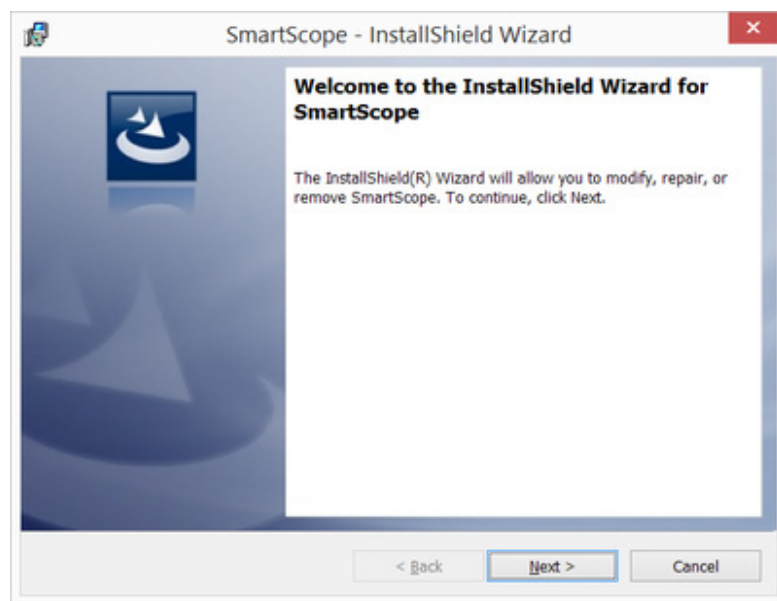 SmartScope - InstallShield Wizard
Welcome to the InstallShield Wizard for
SmartScope
The InstallShield(R) Wizard will allow you to modify, repair, or
remove SmartScope. To continue, click Next.
< Back
Next >
Cancel